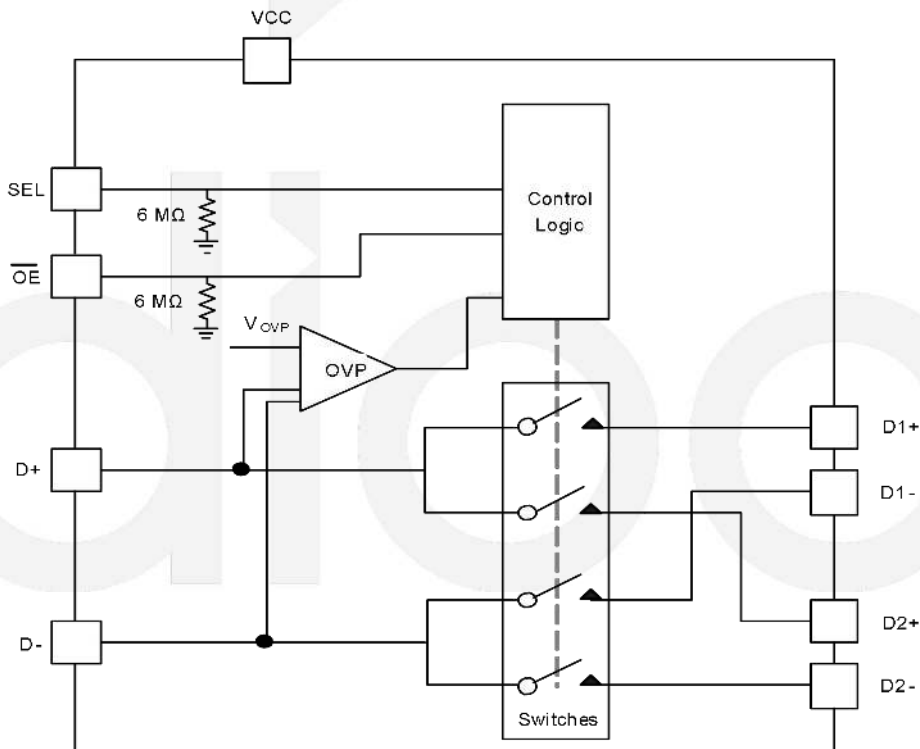 VCC
SEL
6 MΩ
Control
Logic
OE
6 MΩ
VOVP
OVP
D+
D1+
D1-
D-
D2+
D2-
Switches